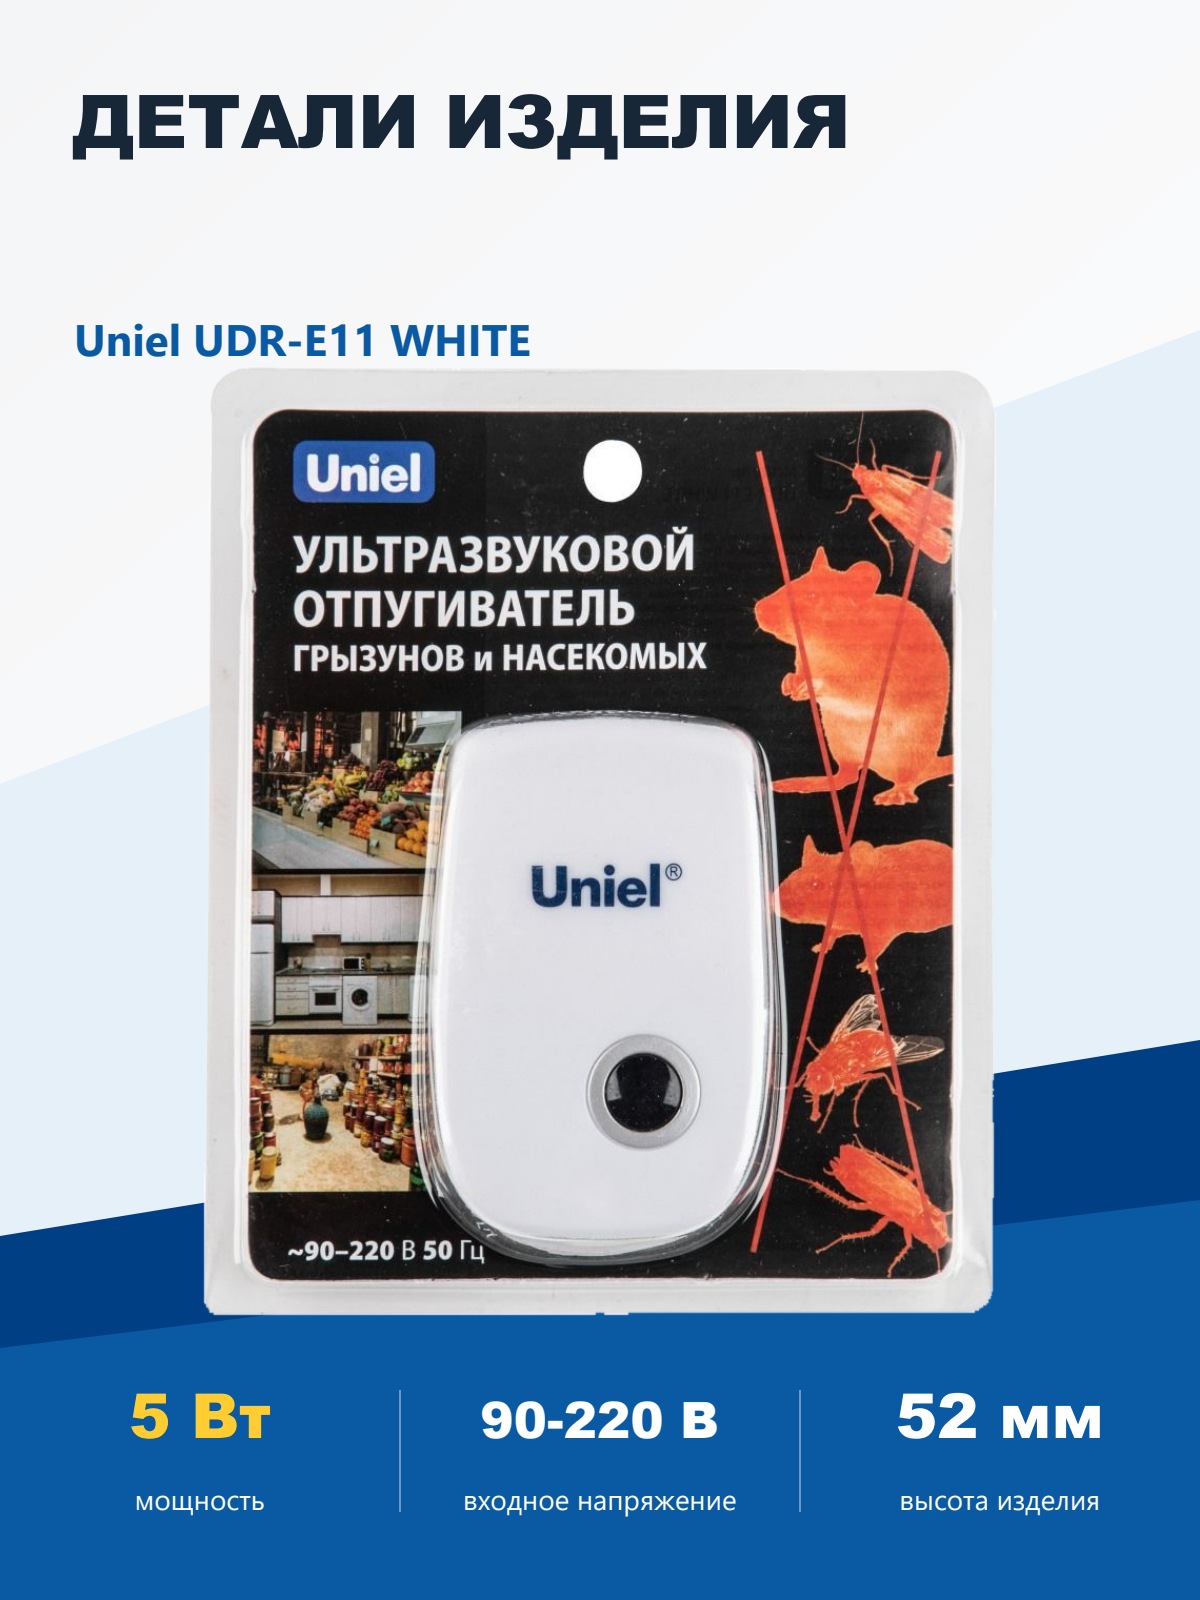 ДЕТАЛИ ИЗДЕЛИЯ
Uniel UDR-E11 WHITE
Uniel
УЛЬТРАЗВУКОВОЙ
ОТПУГИВАТЕЛЬ
ГРЫЗУНОВ и НАСЕКОМЫХ
Uniel®
~90–220 В 50 Гц
5 Вт
мощность
90-220 В
входное напряжение
52 мм
высота изделия